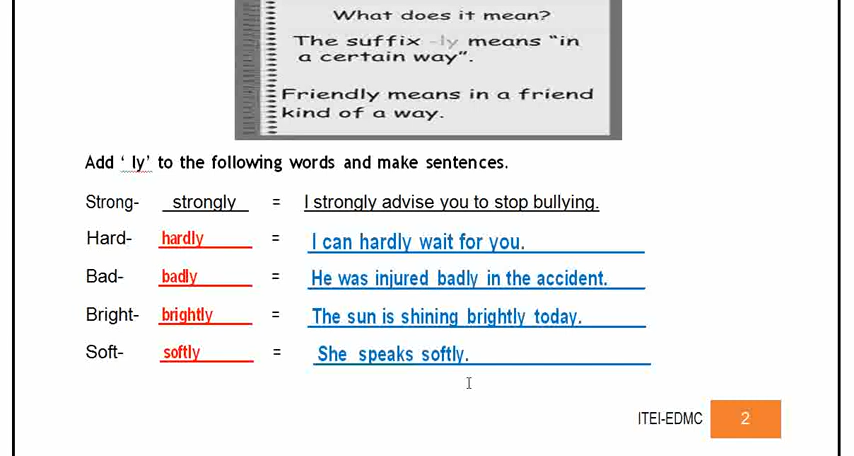 What does it mean?
The suffix -ly means "in
a certain way".
Friendly means in a friend
kind of a way.
Add ‘ ly’ to the following words and make sentences.
Strong- strongly = I strongly advise you to stop bullying.
Hard- hardly = I can hardly wait for you.
Bad- badly = He was injured badly in the accident.
Bright- brightly = The sun is shining brightly today.
Soft- softly = She speaks softly.
ITEI-EDMC 2